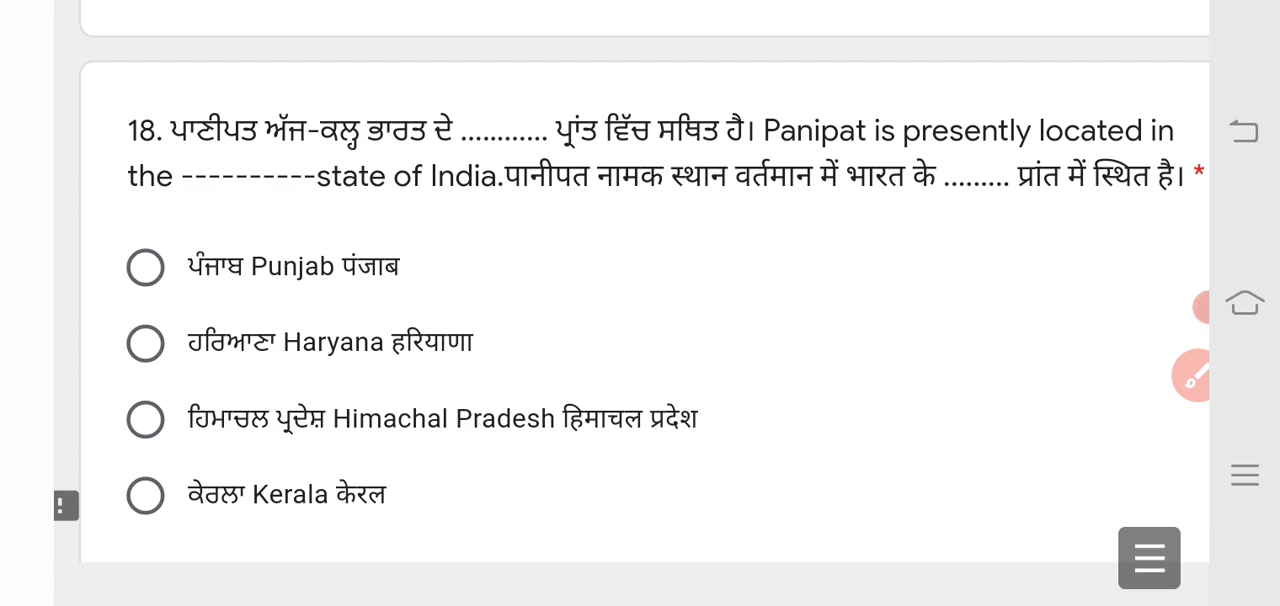 18. ਪਾਣੀਪਤ ਅੱਜ-ਕਲ੍ਹ ਭਾਰਤ ਦੇ ............ ਪ੍ਰਾਂਤ ਵਿੱਚ ਸਥਿਤ ਹੈ। Panipat is presently located in
the ----------state of India.पानीपत नामक स्थान वर्तमान में भारत के ......... प्रांत में स्थित है। *
ਪੰਜਾਬ Punjab पंजाब
ਹਰਿਆਣਾ Haryana हरियाणा
ਹਿਮਾਚਲ ਪ੍ਰਦੇਸ਼ Himachal Pradesh हिमाचल प्रदेश
ਕੇਰਲਾ Kerala केरल